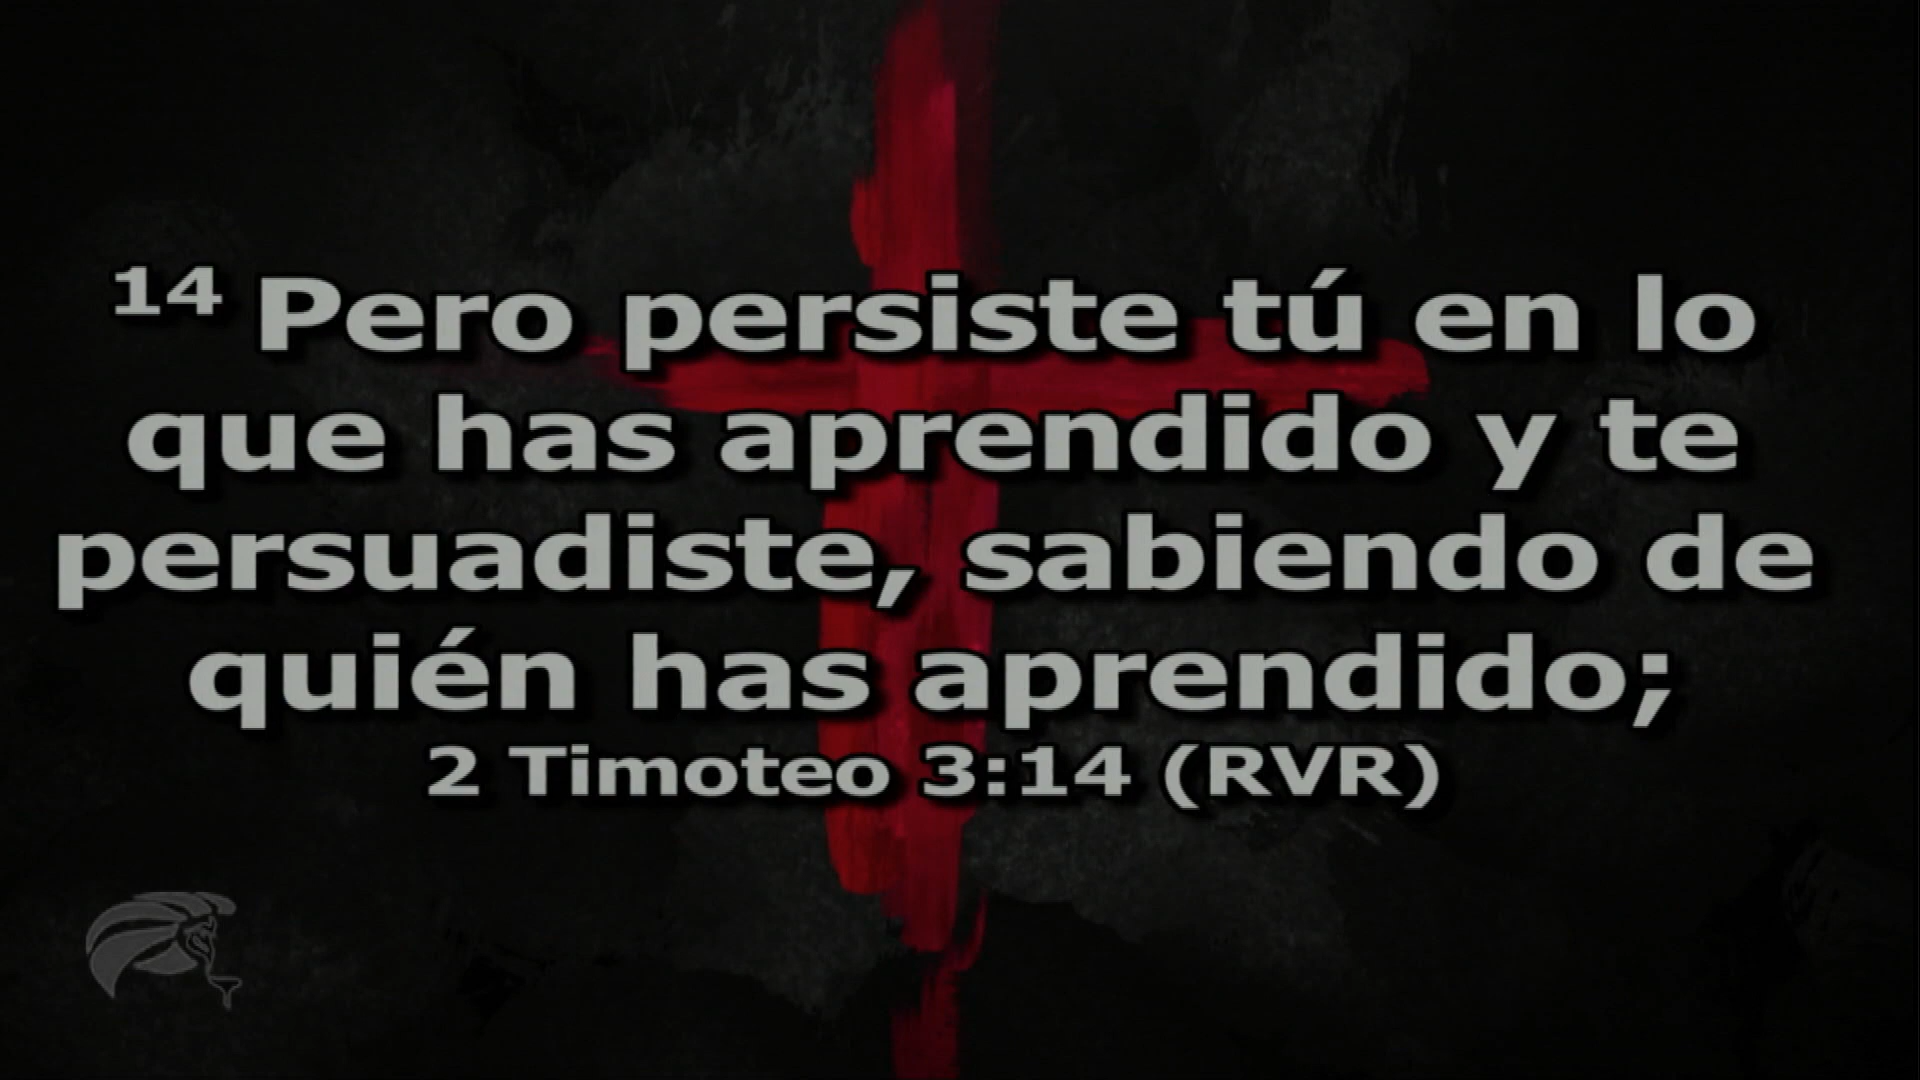 14 Pero persiste tú en lo
que has aprendido y te
persuadiste, sabiendo de
quién has aprendido;
2 Timoteo 3:14 (RVR)